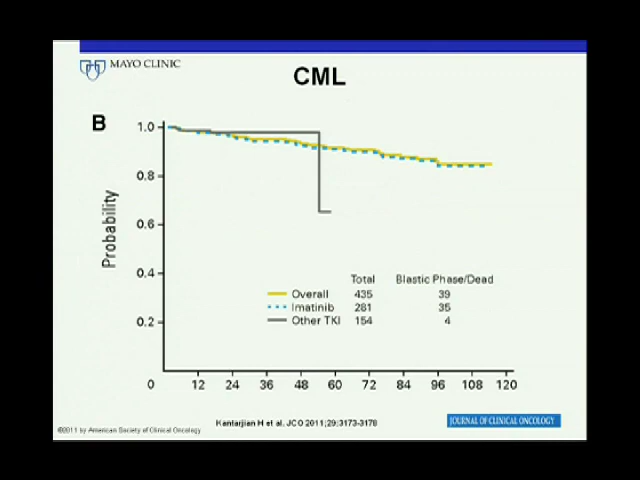 MAYO CLINIC
CML
B
1.0
0.8
0.6
0.4
0.2
0
Probability
Total Blastic Phase/Dead
Overall 435 39
Imatinib 281 35
Other TKI 154 4
12 24 36 48 60 72 84 96 108 120
Kantarjian H et al. JCO 2011;29:3173-3178
JOURNAL OF CLINICAL ONCOLOGY
©2011 by American Society of Clinical Oncology